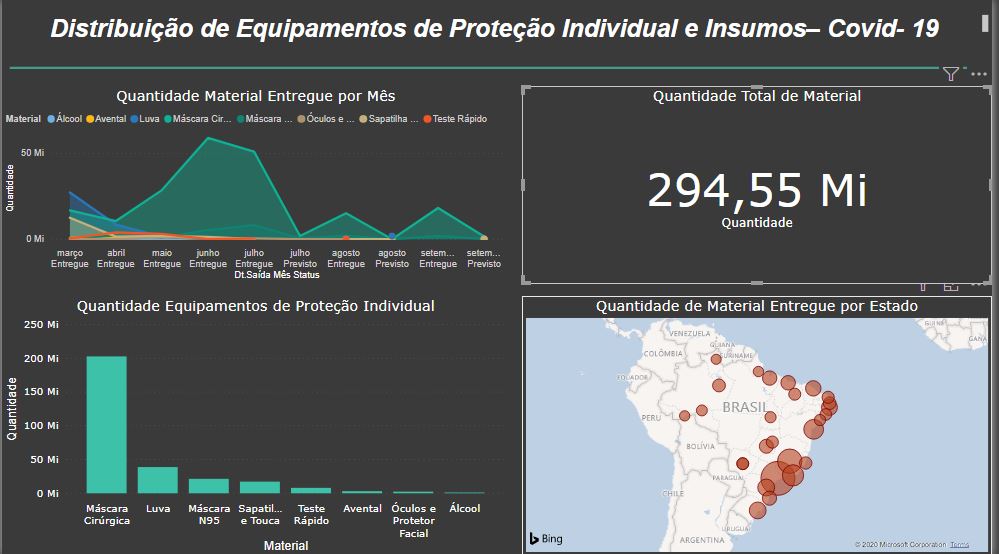 Distribuição de Equipamentos de Proteção Individual e Insumos– Covid- 19
Quantidade Material Entregue por Mês
Material Álcool Avental Luva Máscara Cir... Máscara ... Óculos e ... Sapatilha ... Teste Rápido
Quantidade
50 Mi
0 Mi
março Entregue
abril Entregue
maio Entregue
junho Entregue
julho Entregue
julho Previsto
agosto Entregue
agosto Previsto
setem... Entregue
setem... Previsto
Dt.Saída Mês Status
Quantidade Total de Material
294,55 Mi
Quantidade
Quantidade Equipamentos de Proteção Individual
Quantidade
250 Mi
200 Mi
150 Mi
100 Mi
50 Mi
0 Mi
Máscara Cirúrgica
Luva
Máscara N95
Sapatil... e Touca
Teste Rápido
Avental
Óculos e Protetor Facial
Álcool
Material
Quantidade de Material Entregue por Estado
VENEZUELA
GUIANA
SURINAME
COLÔMBIA
EQUADOR
PERU
BRASIL
BOLÍVIA
PARAGUAI
CHILE
URUGUAI
ARGENTINA
GUINÉ
GANA
Bing
© 2020 Microsoft Corporation Terms